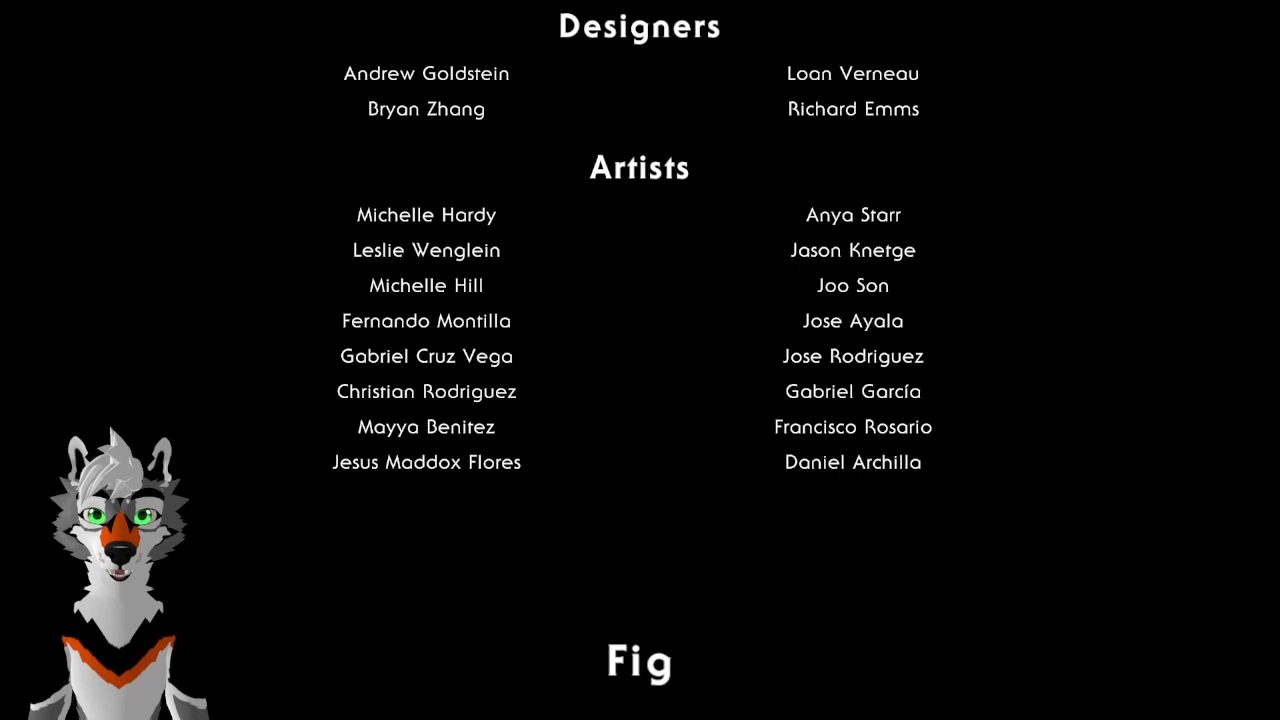 Designers
Andrew Goldstein Loan Verneau
Bryan Zhang Richard Emms
Artists
Michelle Hardy Anya Starr
Leslie Wenglein Jason Knetge
Michelle Hill Joo Son
Fernando Montilla Jose Ayala
Gabriel Cruz Vega Jose Rodriguez
Christian Rodriguez Gabriel García
Mayya Benitez Francisco Rosario
Jesus Maddox Flores Daniel Archilla
Fig